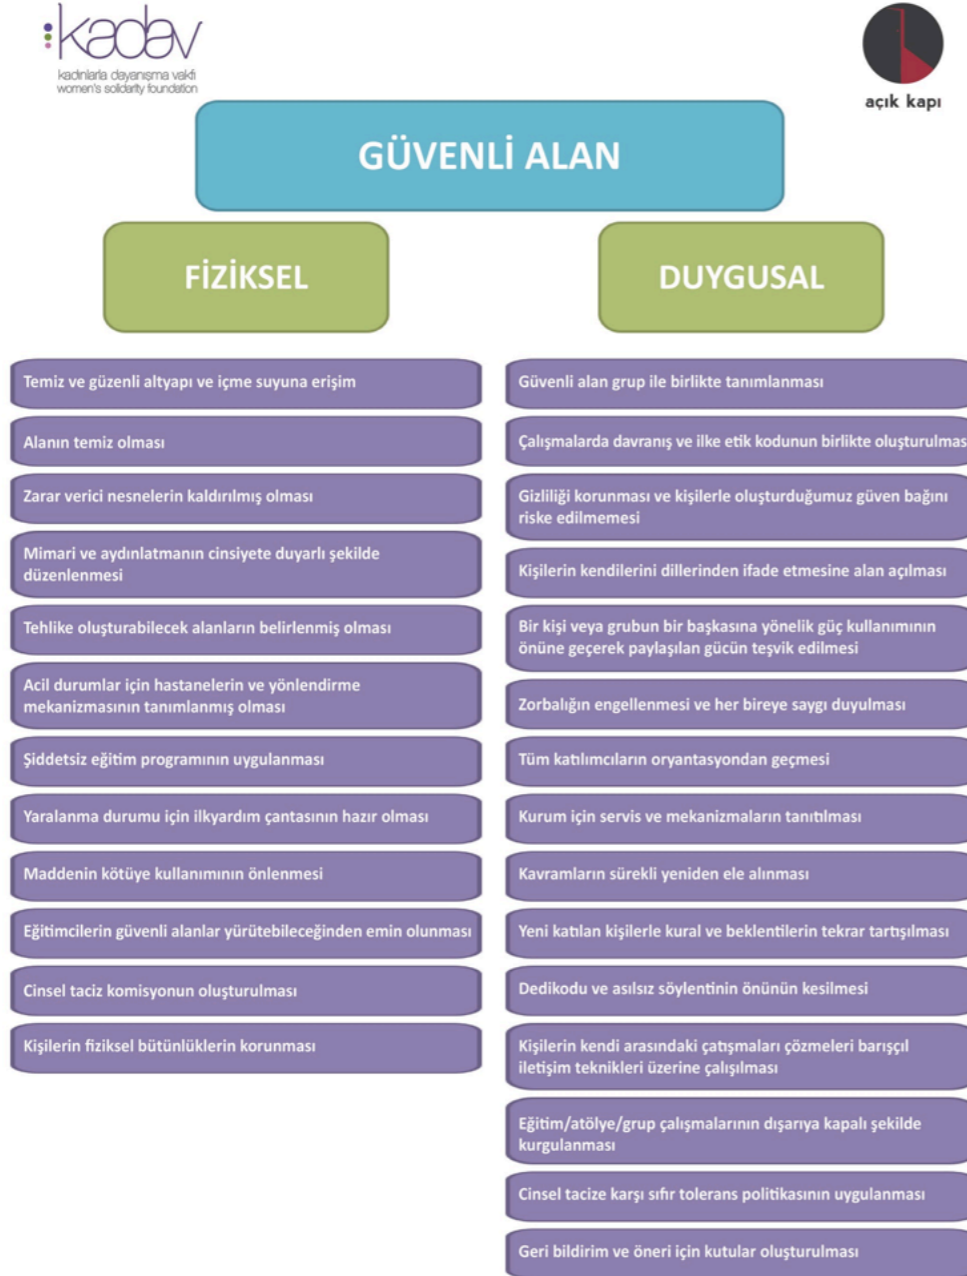 kadav
kadınlarla dayanışma vakfı
women's solidarity foundation
açık kapı
GÜVENLİ ALAN
FİZİKSEL
Temiz ve güzenli altyapı ve içme suyuna erişim
Alanın temiz olması
Zarar verici nesnelerin kaldırılmış olması
Mimari ve aydınlatmanın cinsiyete duyarlı şekilde
düzenlenmesi
Tehlike oluşturabilecek alanların belirlenmiş olması
Acil durumlar için hastanelerin ve yönlendirme
mekanizmasının tanımlanmış olması
Şiddetsiz eğitim programının uygulanması
Yaralanma durumu için ilkyardım çantasının hazır olması
Maddenin kötüye kullanımının önlenmesi
Eğitimcilerin güvenli alanlar yürütebileceğinden emin olunması
Cinsel taciz komisyonun oluşturulması
Kişilerin fiziksel bütünlüklerin korunması
DUYGUSAL
Güvenli alan grup ile birlikte tanımlanması
Çalışmalarda davranış ve ilke etik kodunun birlikte oluşturulmas
Gizliliği korunması ve kişilerle oluşturduğumuz güven bağını
riske edilmemesi
Kişilerin kendilerini dillerinden ifade etmesine alan açılması
Bir kişi veya grubun bir başkasına yönelik güç kullanımının
önüne geçerek paylaşılan gücün teşvik edilmesi
Zorbalığın engellenmesi ve her bireye saygı duyulması
Tüm katılımcıların oryantasyondan geçmesi
Kurum için servis ve mekanizmaların tanıtılması
Kavramların sürekli yeniden ele alınması
Yeni katılan kişilerle kural ve beklentilerin tekrar tartışılması
Dedikodu ve asılsız söylentinin önünün kesilmesi
Kişilerin kendi arasındaki çatışmaları çözmeleri barışçıl
iletişim teknikleri üzerine çalışılması
Eğitim/atölye/grup çalışmalarının dışarıya kapalı şekilde
kurgulanması
Cinsel tacize karşı sıfır tolerans politikasının uygulanması
Geri bildirim ve öneri için kutular oluşturulması